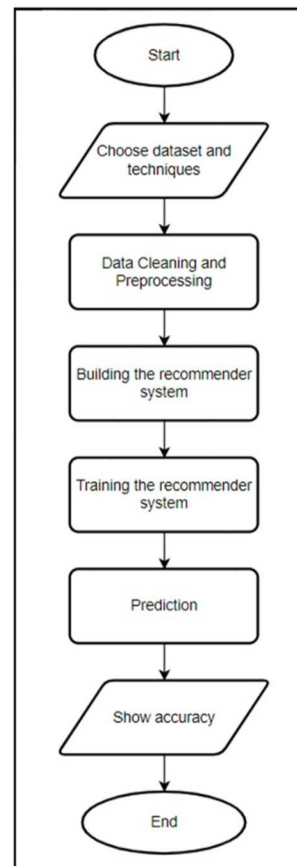 Start
Choose dataset and
techniques
Data Cleaning and
Preprocessing
Building the recommender
system
Training the recommender
system
Prediction
Show accuracy
End